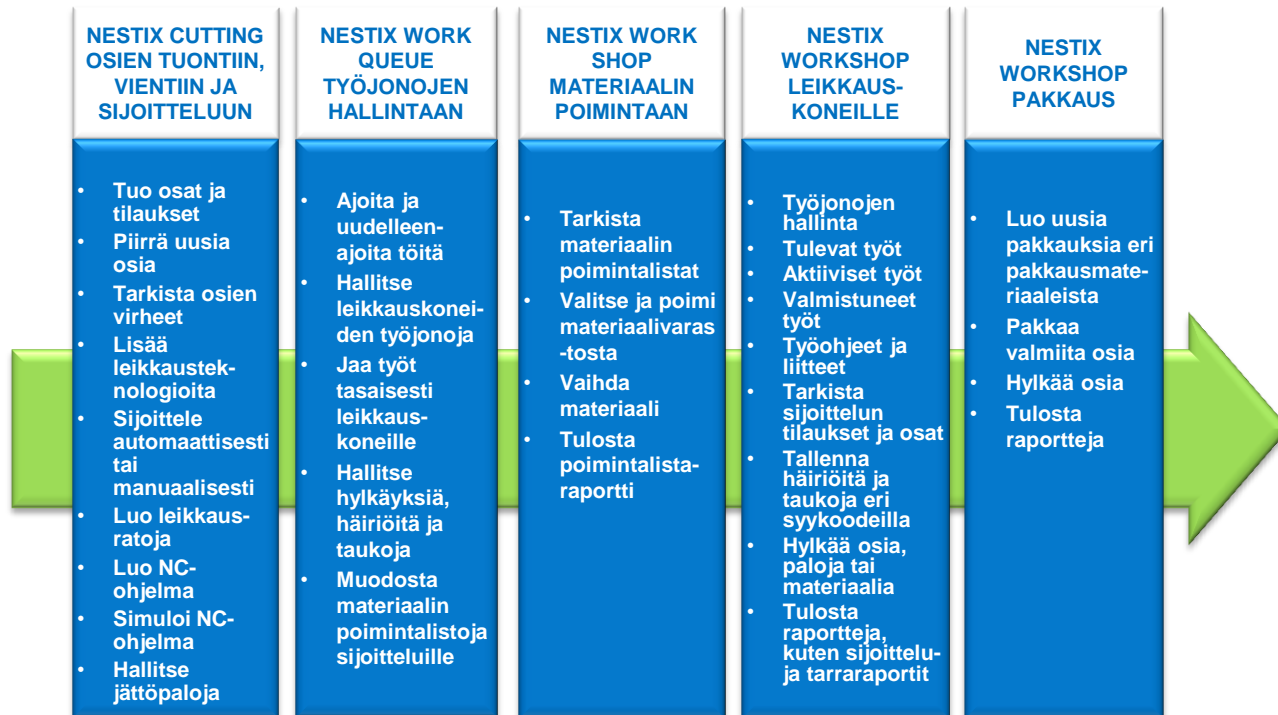 NESTIX CUTTING
OSIEN TUONTIIN,
VIENTIIN JA
SIJOITTELUUN
• Tuo osat ja
tilaukset
• Piirrä uusia
osia
• Tarkista osien
virheet
• Lisää
leikkaustek-
nologioita
• Sijoittele
automaattisesti
tai
manuaalisesti
• Luo leikkaus-
ratoja
• Luo NC-
ohjelma
• Simuloi NC-
ohjelma
• Hallitse
jättöpaloja
NESTIX WORK
QUEUE
TYÖJONOJEN
HALLINTAAN
• Ajoita ja
uudelleen-
ajoita töitä
• Hallitse
leikkauskonei-
den työjonoja
• Jaa työt
tasaisesti
leikkaus-
koneille
• Hallitse
hylkäyksiä,
häiriöitä ja
taukoja
• Muodosta
materiaalin
poimintalistoja
sijoitteluille
NESTIX WORK
SHOP
MATERIAALIN
POIMINTAAN
• Tarkista
materiaalin
poimintalistat
• Valitse ja poimi
materiaalivaras
-tosta
• Vaihda
materiaali
• Tulosta
poimintalista-
raportti
NESTIX
WORKSHOP
LEIKKAUS-
KONEILLE
• Työjonojen
hallinta
• Tulevat työt
• Aktiiviset työt
• Valmistuneet
työt
• Työohjeet ja
liitteet
• Tarkista
sijoittelun
tilaukset ja osat
• Tallenna
häiriöitä ja
taukoja eri
syykoodeilla
• Hylkää osia,
paloja tai
materiaalia
• Tulosta
raportteja,
kuten sijoittelu-
ja tarraraportit
NESTIX
WORKSHOP
PAKKAUS
• Luo uusia
pakkauksia eri
pakkausmate-
riaaleista
• Pakkaa
valmiita osia
• Hylkää osia
• Tulosta
raportteja